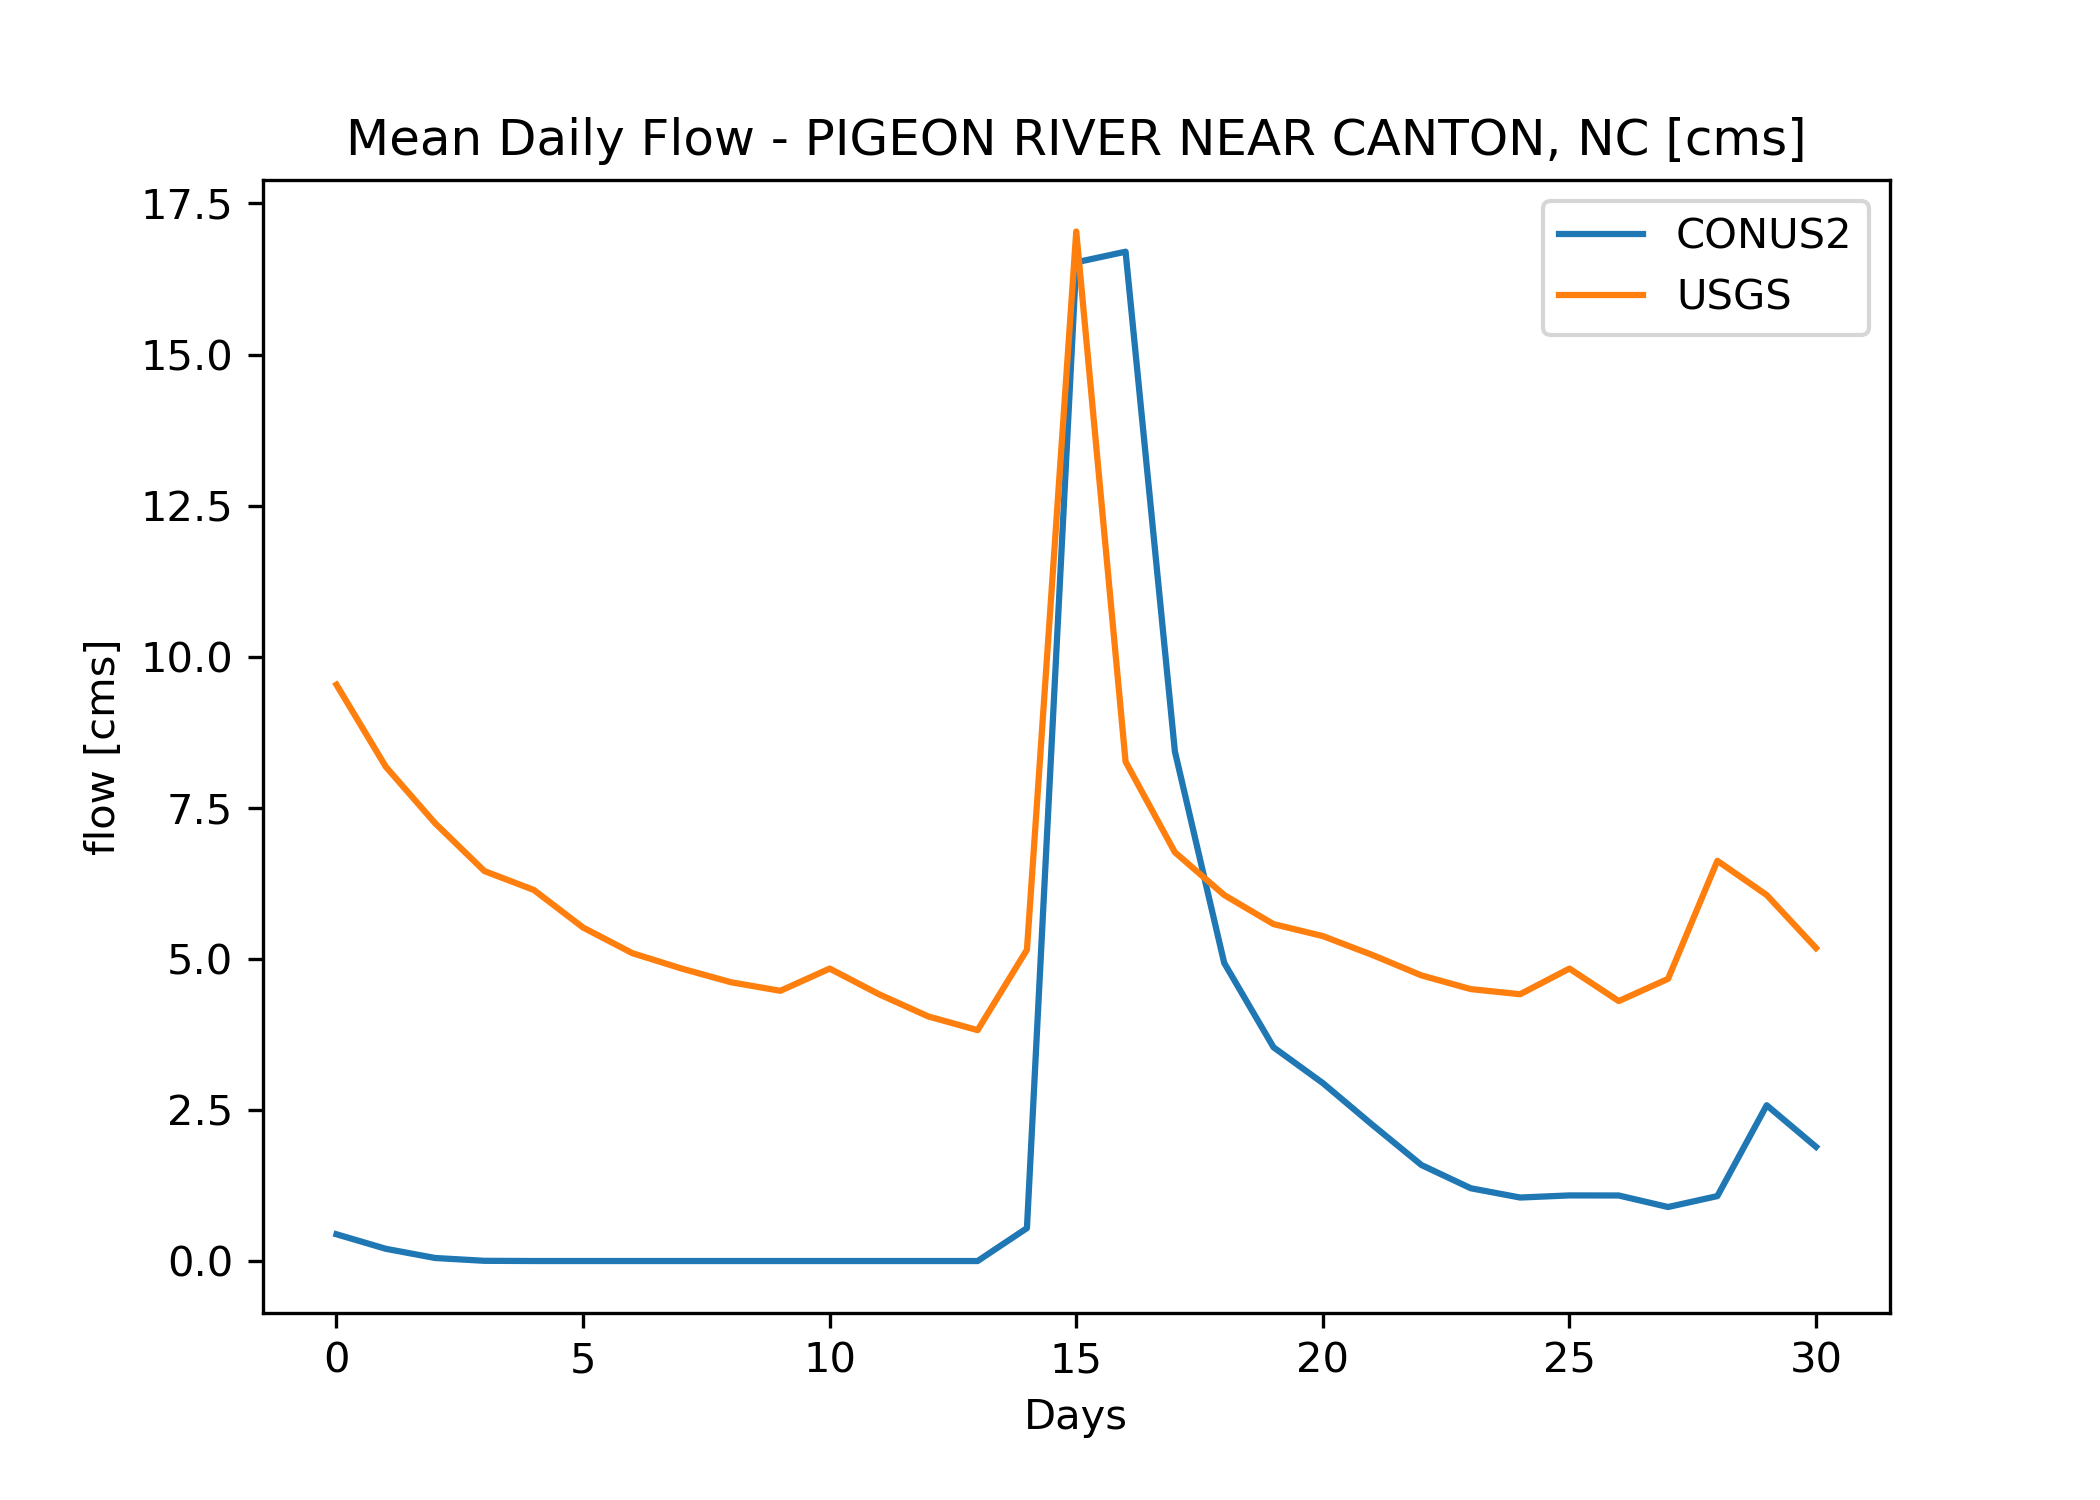 Mean Daily Flow - PIGEON RIVER NEAR CANTON, NC [cms]
CONUS2
USGS
17.5
15.0
12.5
10.0
7.5
5.0
2.5
0.0
flow [cms]
0 5 10 15 20 25 30
Days